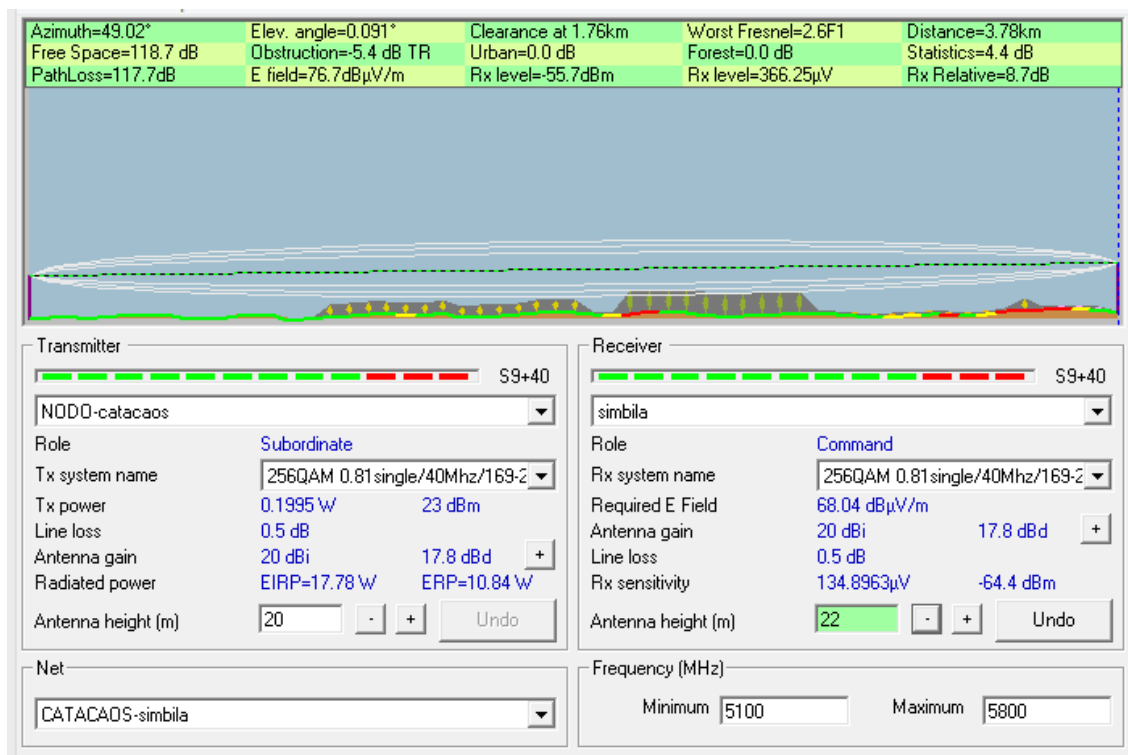 Azimuth=49.02° Elev. angle=0.091° Clearance at 1.76km Worst Fresnel=2.6F1 Distance=3.78km
Free Space=118.7 dB Obstruction=-5.4 dB TR Urban=0.0 dB Forest=0.0 dB Statistics=4.4 dB
PathLoss=117.7dB E field=76.7dBµV/m Rx level=-55.7dBm Rx level=366.25µV Rx Relative=8.7dB
Transmitter
S9+40
NODO-catacaos
Role Subordinate
Tx system name 256QAM 0.81single/40Mhz/169-2
Tx power 0.1995 W 23 dBm
Line loss 0.5 dB
Antenna gain 20 dBi 17.8 dBd +
Radiated power EIRP=17.78 W ERP=10.84 W
Antenna height (m) 20 - + Undo
Receiver
S9+40
simbila
Role Command
Rx system name 256QAM 0.81single/40Mhz/169-2
Required E Field 68.04 dBµV/m
Antenna gain 20 dBi 17.8 dBd +
Line loss 0.5 dB
Rx sensitivity 134.8963µV -64.4 dBm
Antenna height (m) 22 - + Undo
Net
CATACAOS-simbila
Frequency (MHz)
Minimum 5100 Maximum 5800